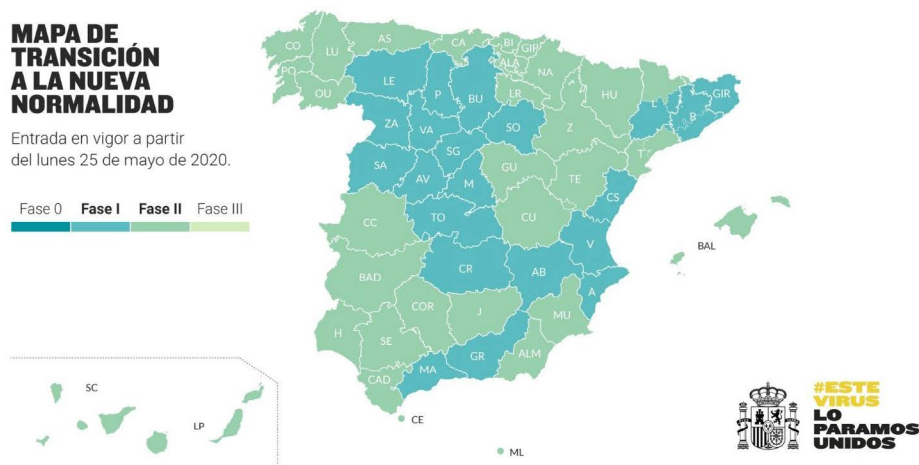 MAPA DE
TRANSICIÓN
A LA NUEVA
NORMALIDAD
Entrada en vigor a partir
del lunes 25 de mayo de 2020.
Fase 0 Fase I Fase II Fase III
CO LU AS CA BI GIP
PO OU LE P BU ALA NA
LR HU L B GIR
ZA VA SO Z T
SA AV SG M GU TE CS
CC TO CU V BAL
BAD CR AB A
H SE COR J MU
CAD MA GR ALM
CE
ML
SC
LP
#ESTE
VIRUS
LO
PARAMOS
UNIDOS